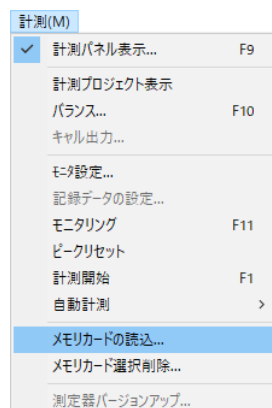 計測(M)
計測パネル表示... F9
計測プロジェクト表示
バランス... F10
キャル出力...
モニタ設定...
記録データの設定...
モニタリング F11
ピークリセット
計測開始 F1
自動計測
メモリカードの読込...
メモリカード選択削除...
測定器バージョンアップ...